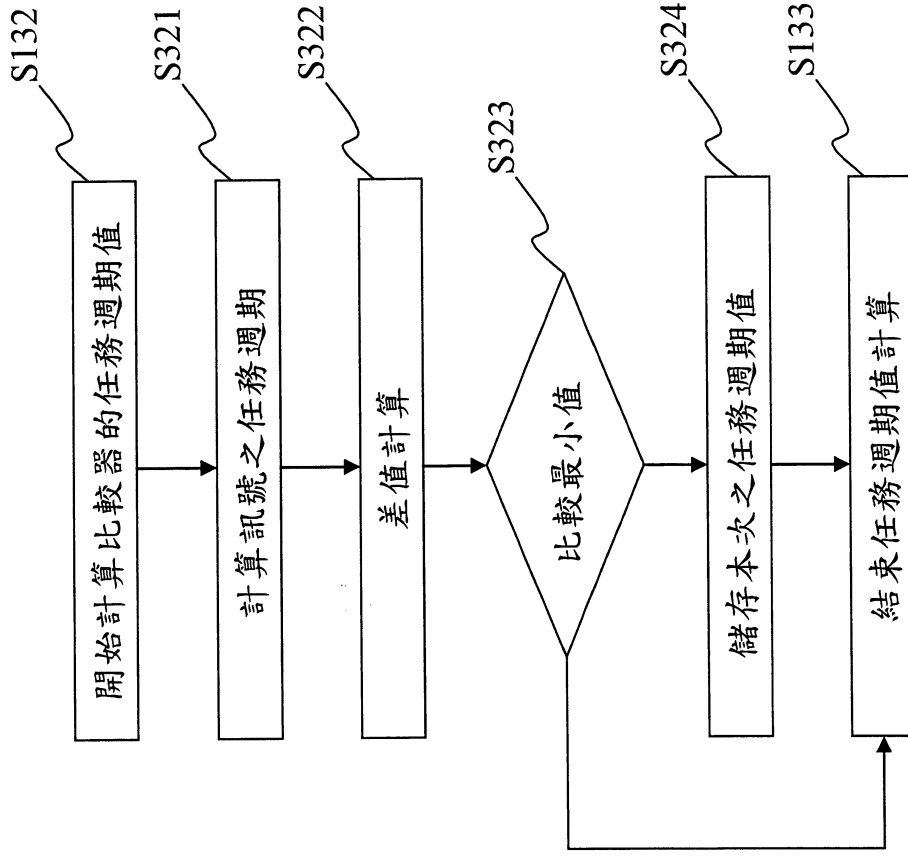 開始計算比較器的任務週期值
S132
計算訊號之任務週期
S321
差值計算
S322
比較最小值
S323
儲存本次之任務週期值
S324
結束任務週期值計算
S133